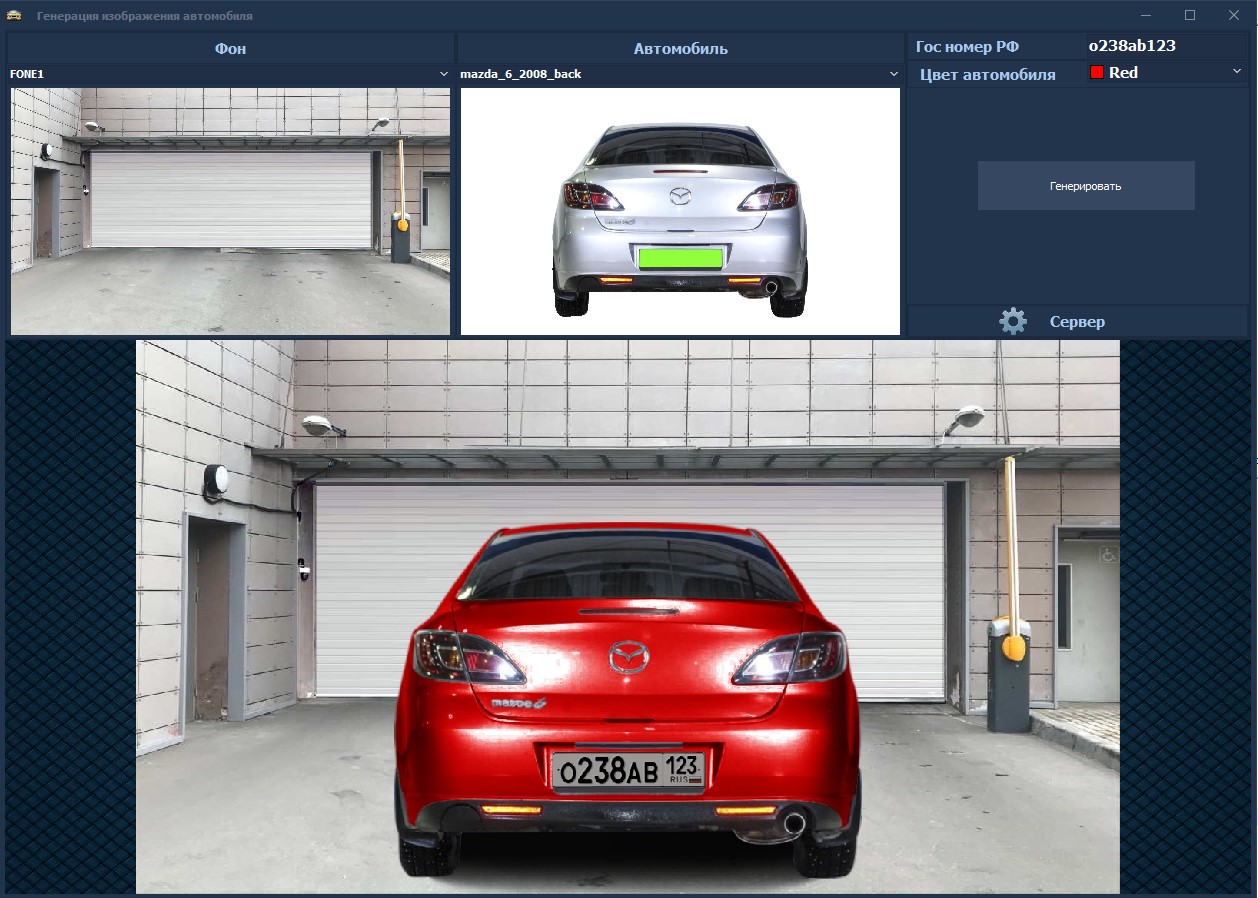 Генерация изображения автомобиля
Фон
Автомобиль
Гос номер РФ
o238ab123
FONE1
mazda_6_2008_back
Цвет автомобиля
Red
Генерировать
Сервер
mazda 6
О238АВ 123
RUS